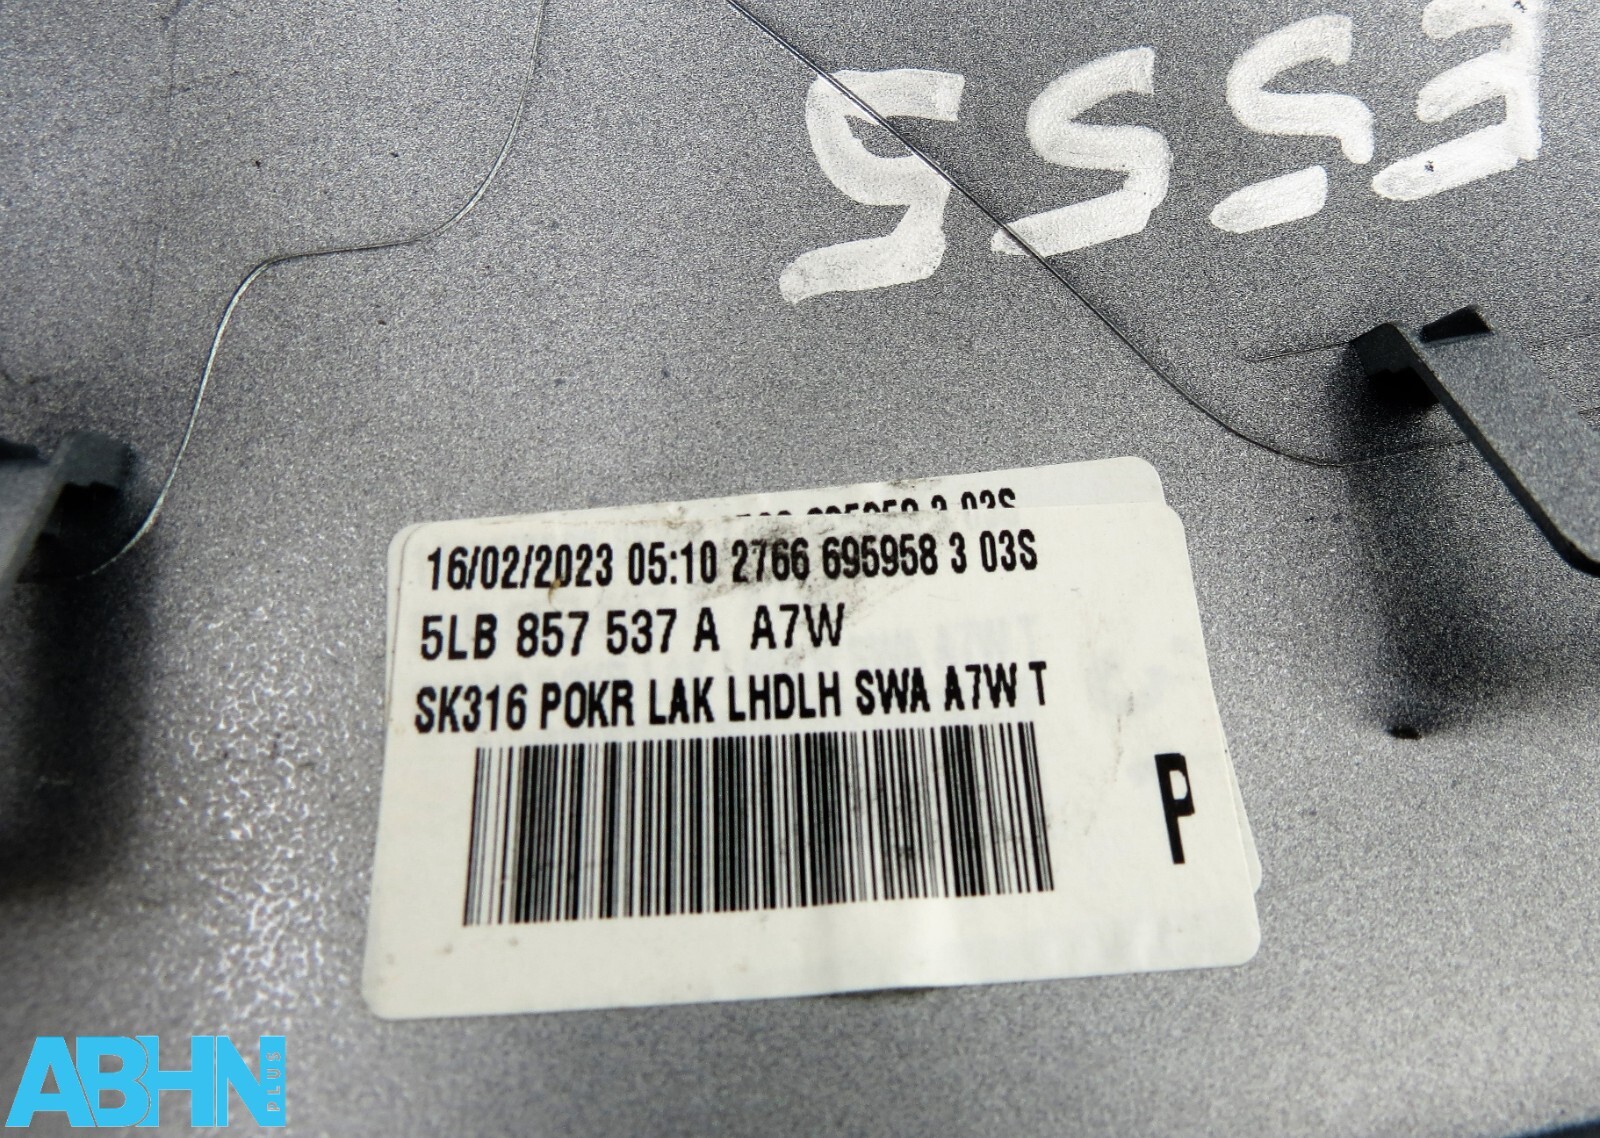 16/02/2023 05:10 2766 695958 3 03S
5LB 857 537 A A7W
SK316 POKR LAK LHDLH SWA A7W T
P
ABHN
PLUS